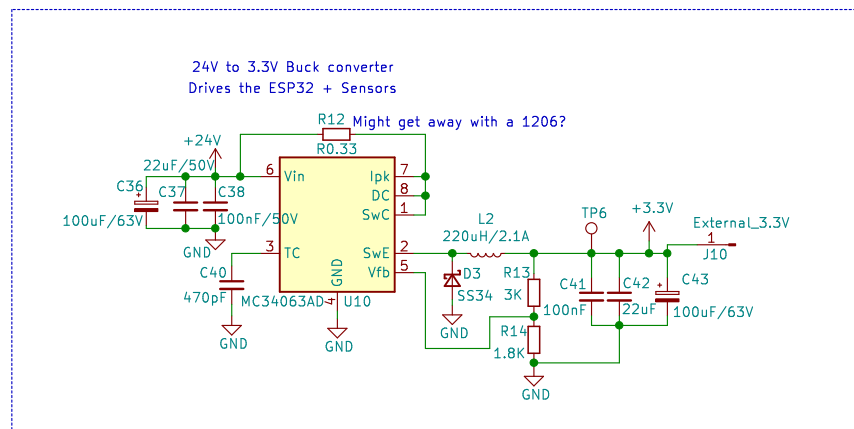 24V to 3.3V Buck converter
Drives the ESP32 + Sensors
R12
Might get away with a 1206?
R0.33
+24V
22uF/50V
C36
C37
C38
100uF/63V
100nF/50V
GND
6
Vin
Ipk
7
DC
8
SwC
1
3
TC
SwE
2
Vfb
5
GND
4
MC34063AD
U10
C40
470pF
GND
GND
L2
220uH/2.1A
D3
SS34
GND
R13
3K
R14
1.8K
GND
TP6
+3.3V
External_3.3V
1
J10
C41
100nF
C42
22uF
C43
100uF/63V